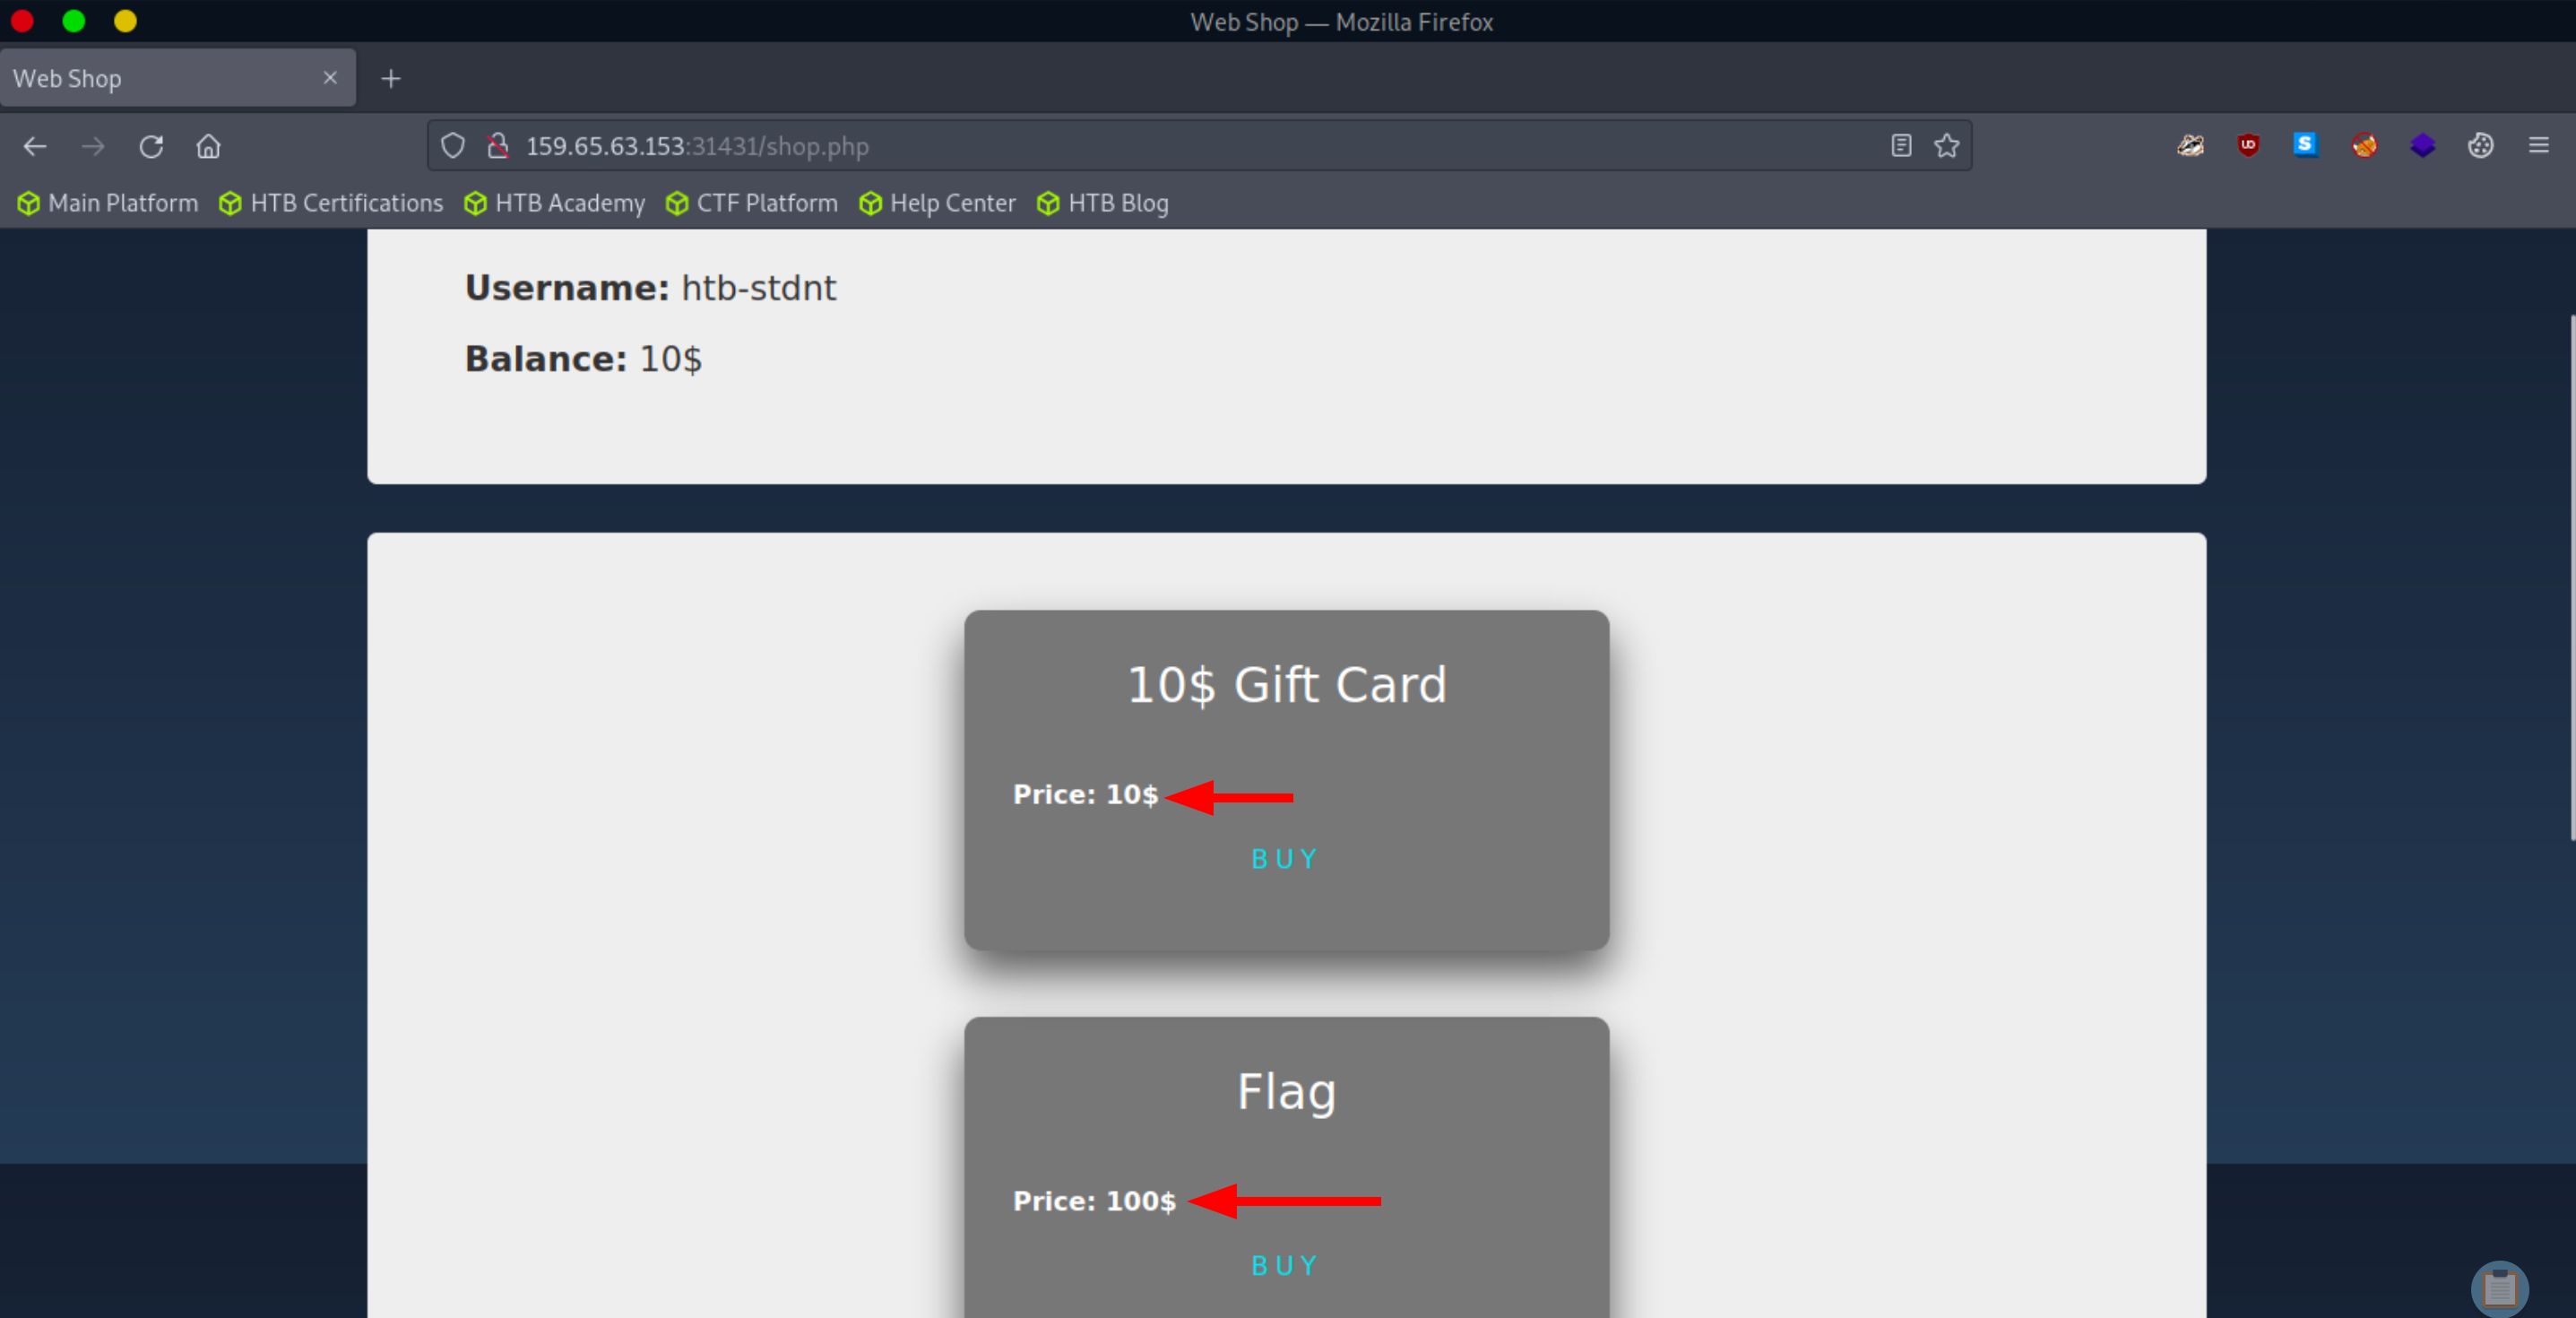 Web Shop — Mozilla Firefox
Web Shop
159.65.63.153:31431/shop.php
Main Platform HTB Certifications HTB Academy CTF Platform Help Center HTB Blog
Username: htb-stdnt
Balance: 10$
10$ Gift Card
Price: 10$
BUY
Flag
Price: 100$
BUY